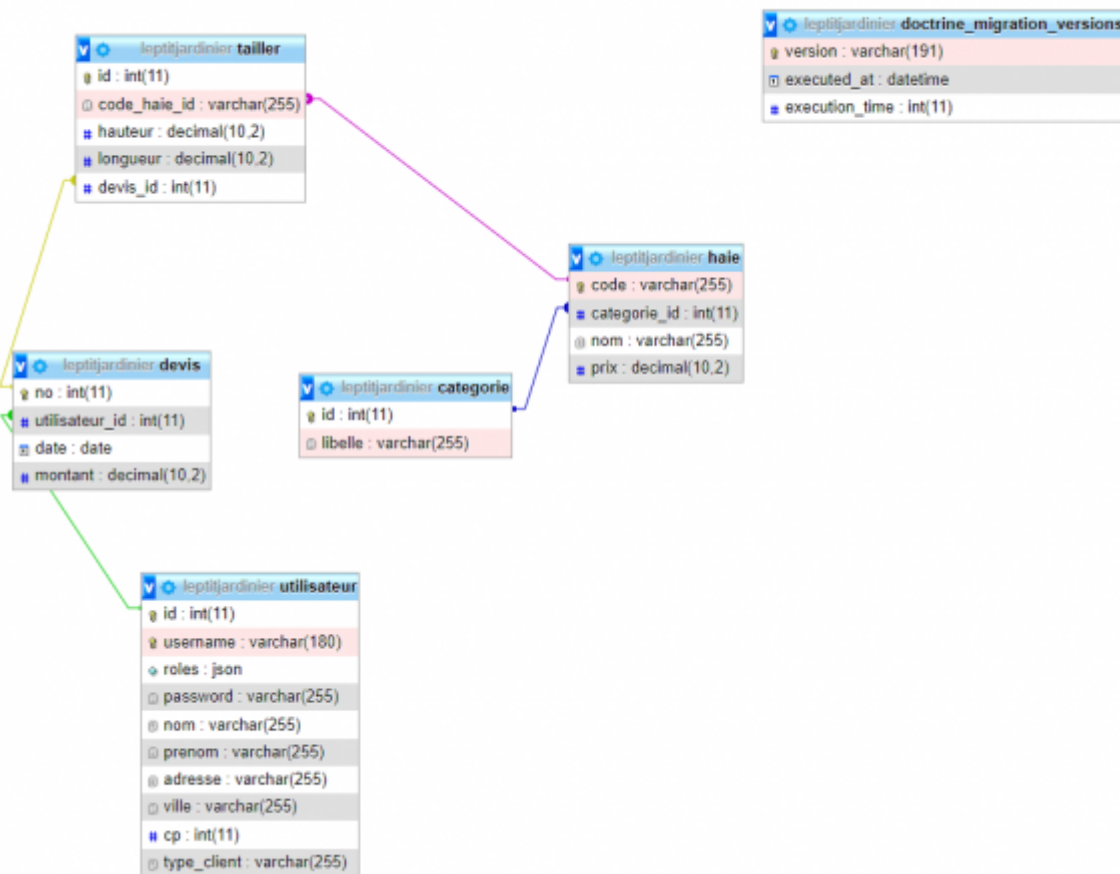 leptitjardinier tailler
id : int(11)
code_haie_id : varchar(255)
hauteur : decimal(10,2)
longueur : decimal(10,2)
devis_id : int(11)
leptitjardinier doctrine_migration_versions
version : varchar(191)
executed_at : datetime
execution_time : int(11)
leptitjardinier haie
code : varchar(255)
categorie_id : int(11)
nom : varchar(255)
prix : decimal(10,2)
leptitjardinier devis
no : int(11)
utilisateur_id : int(11)
date : date
montant : decimal(10,2)
leptitjardinier categorie
id : int(11)
libelle : varchar(255)
leptitjardinier utilisateur
id : int(11)
username : varchar(180)
roles : json
password : varchar(255)
nom : varchar(255)
prenom : varchar(255)
adresse : varchar(255)
ville : varchar(255)
cp : int(11)
type_client : varchar(255)